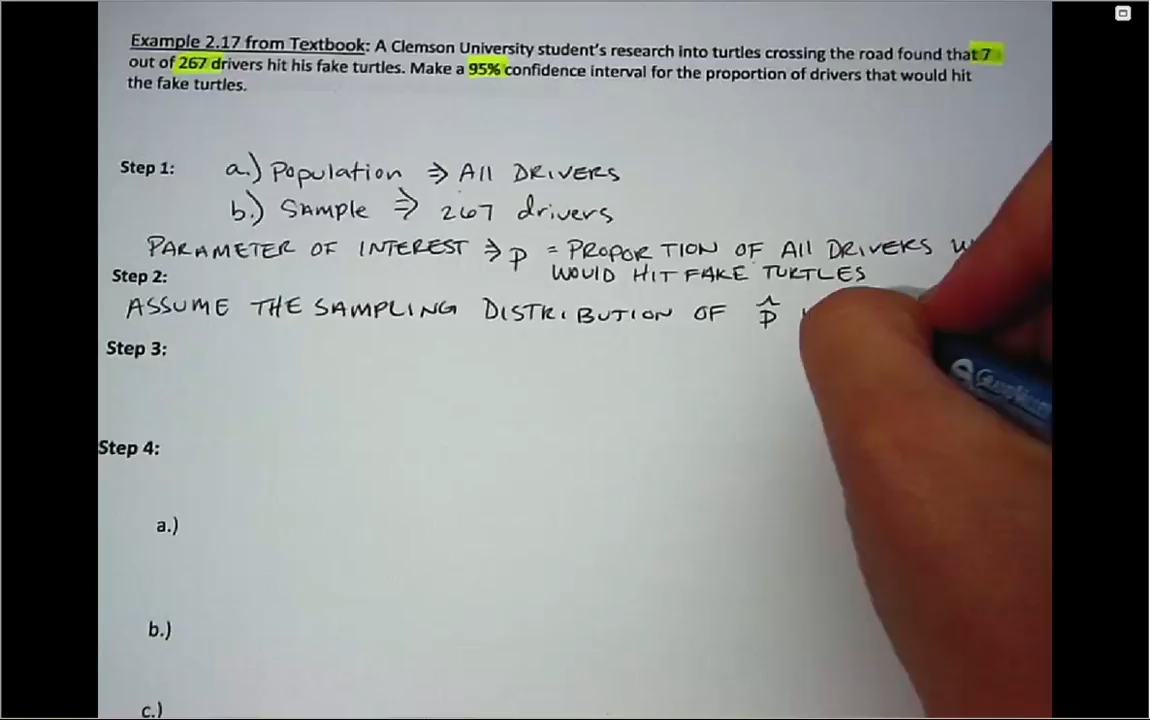 Example 2.17 from Textbook: A Clemson University student's research into turtles crossing the road found that 7
out of 267 drivers hit his fake turtles. Make a 95% confidence interval for the proportion of drivers that would hit
the fake turtles.
Step 1: a.) Population ⇒ All DRIVERS
b.) Sample ⇒ 267 drivers
PARAMETER OF INTEREST ⇒ p = PROPORTION OF All DRIVERS
WOULD HIT FAKE TURTLES
Step 2:
ASSUME THE SAMPLING DISTRIBUTION OF p̂
Step 3:
Step 4:
a.)
b.)
c.)